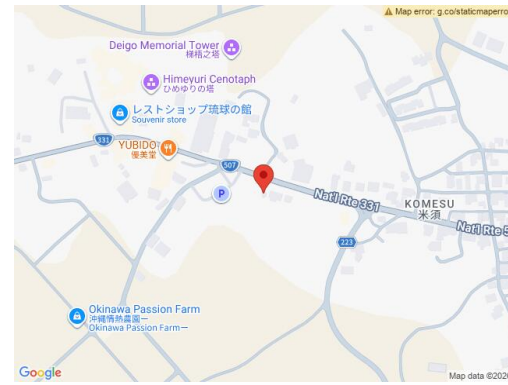 Map error: g.co/staticmaperro
Deigo Memorial Tower
梯梧之塔
Himeyuri Cenotaph
ひめゆりの塔
レストショップ琉球の館
Souvenir store
331
YUBIDO
優美堂
507
P
Nat'l Rte 331
KOMESU
米須
Nat'l Rte 5
223
Okinawa Passion Farm
沖縄情熱農園ー
Okinawa Passion Farmー
Google
Map data ©2026